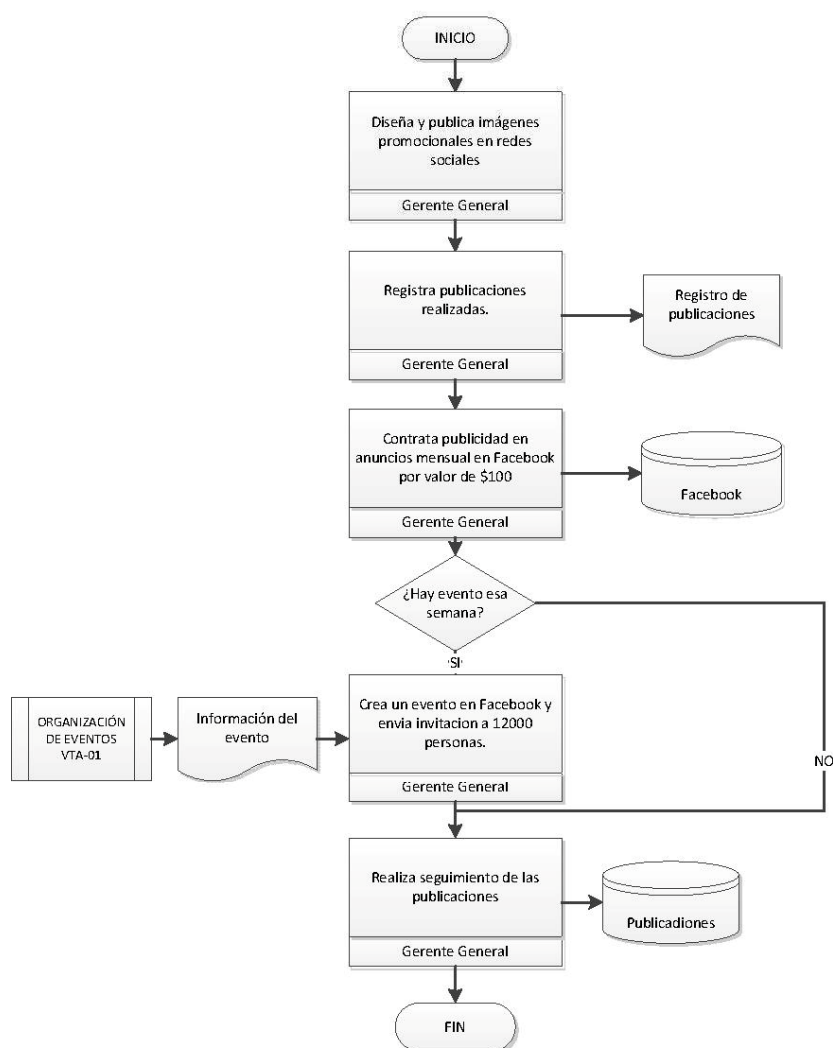 INICIO
Diseña y publica imágenes
promocionales en redes
sociales
Gerente General
Registra publicaciones
realizadas.
Gerente General
Registro de
publicaciones
Contrata publicidad en
anuncios mensual en Facebook
por valor de $100
Gerente General
Facebook
¿Hay evento esa
semana?
SI
NO
ORGANIZACIÓN
DE EVENTOS
VTA-01
Información del
evento
Crea un evento en Facebook y
envia invitacion a 12000
personas.
Gerente General
Realiza seguimiento de las
publicaciones
Gerente General
Publicadiones
FIN